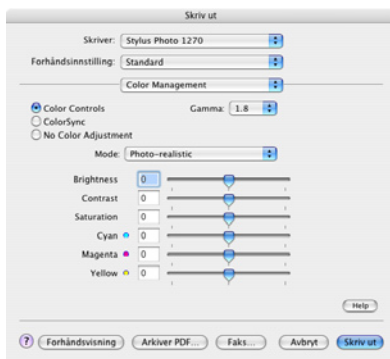 Skriv ut
Skriver: Stylus Photo 1270
Forhåndsinnstilling: Standard
Color Management
Color Controls Gamma: 1.8
ColorSync
No Color Adjustment
Mode: Photo-realistic
Brightness 0
Contrast 0
Saturation 0
Cyan 0
Magenta 0
Yellow 0
Help
? Forhåndsvisning Arkiver PDF... Faks... Avbryt Skriv ut